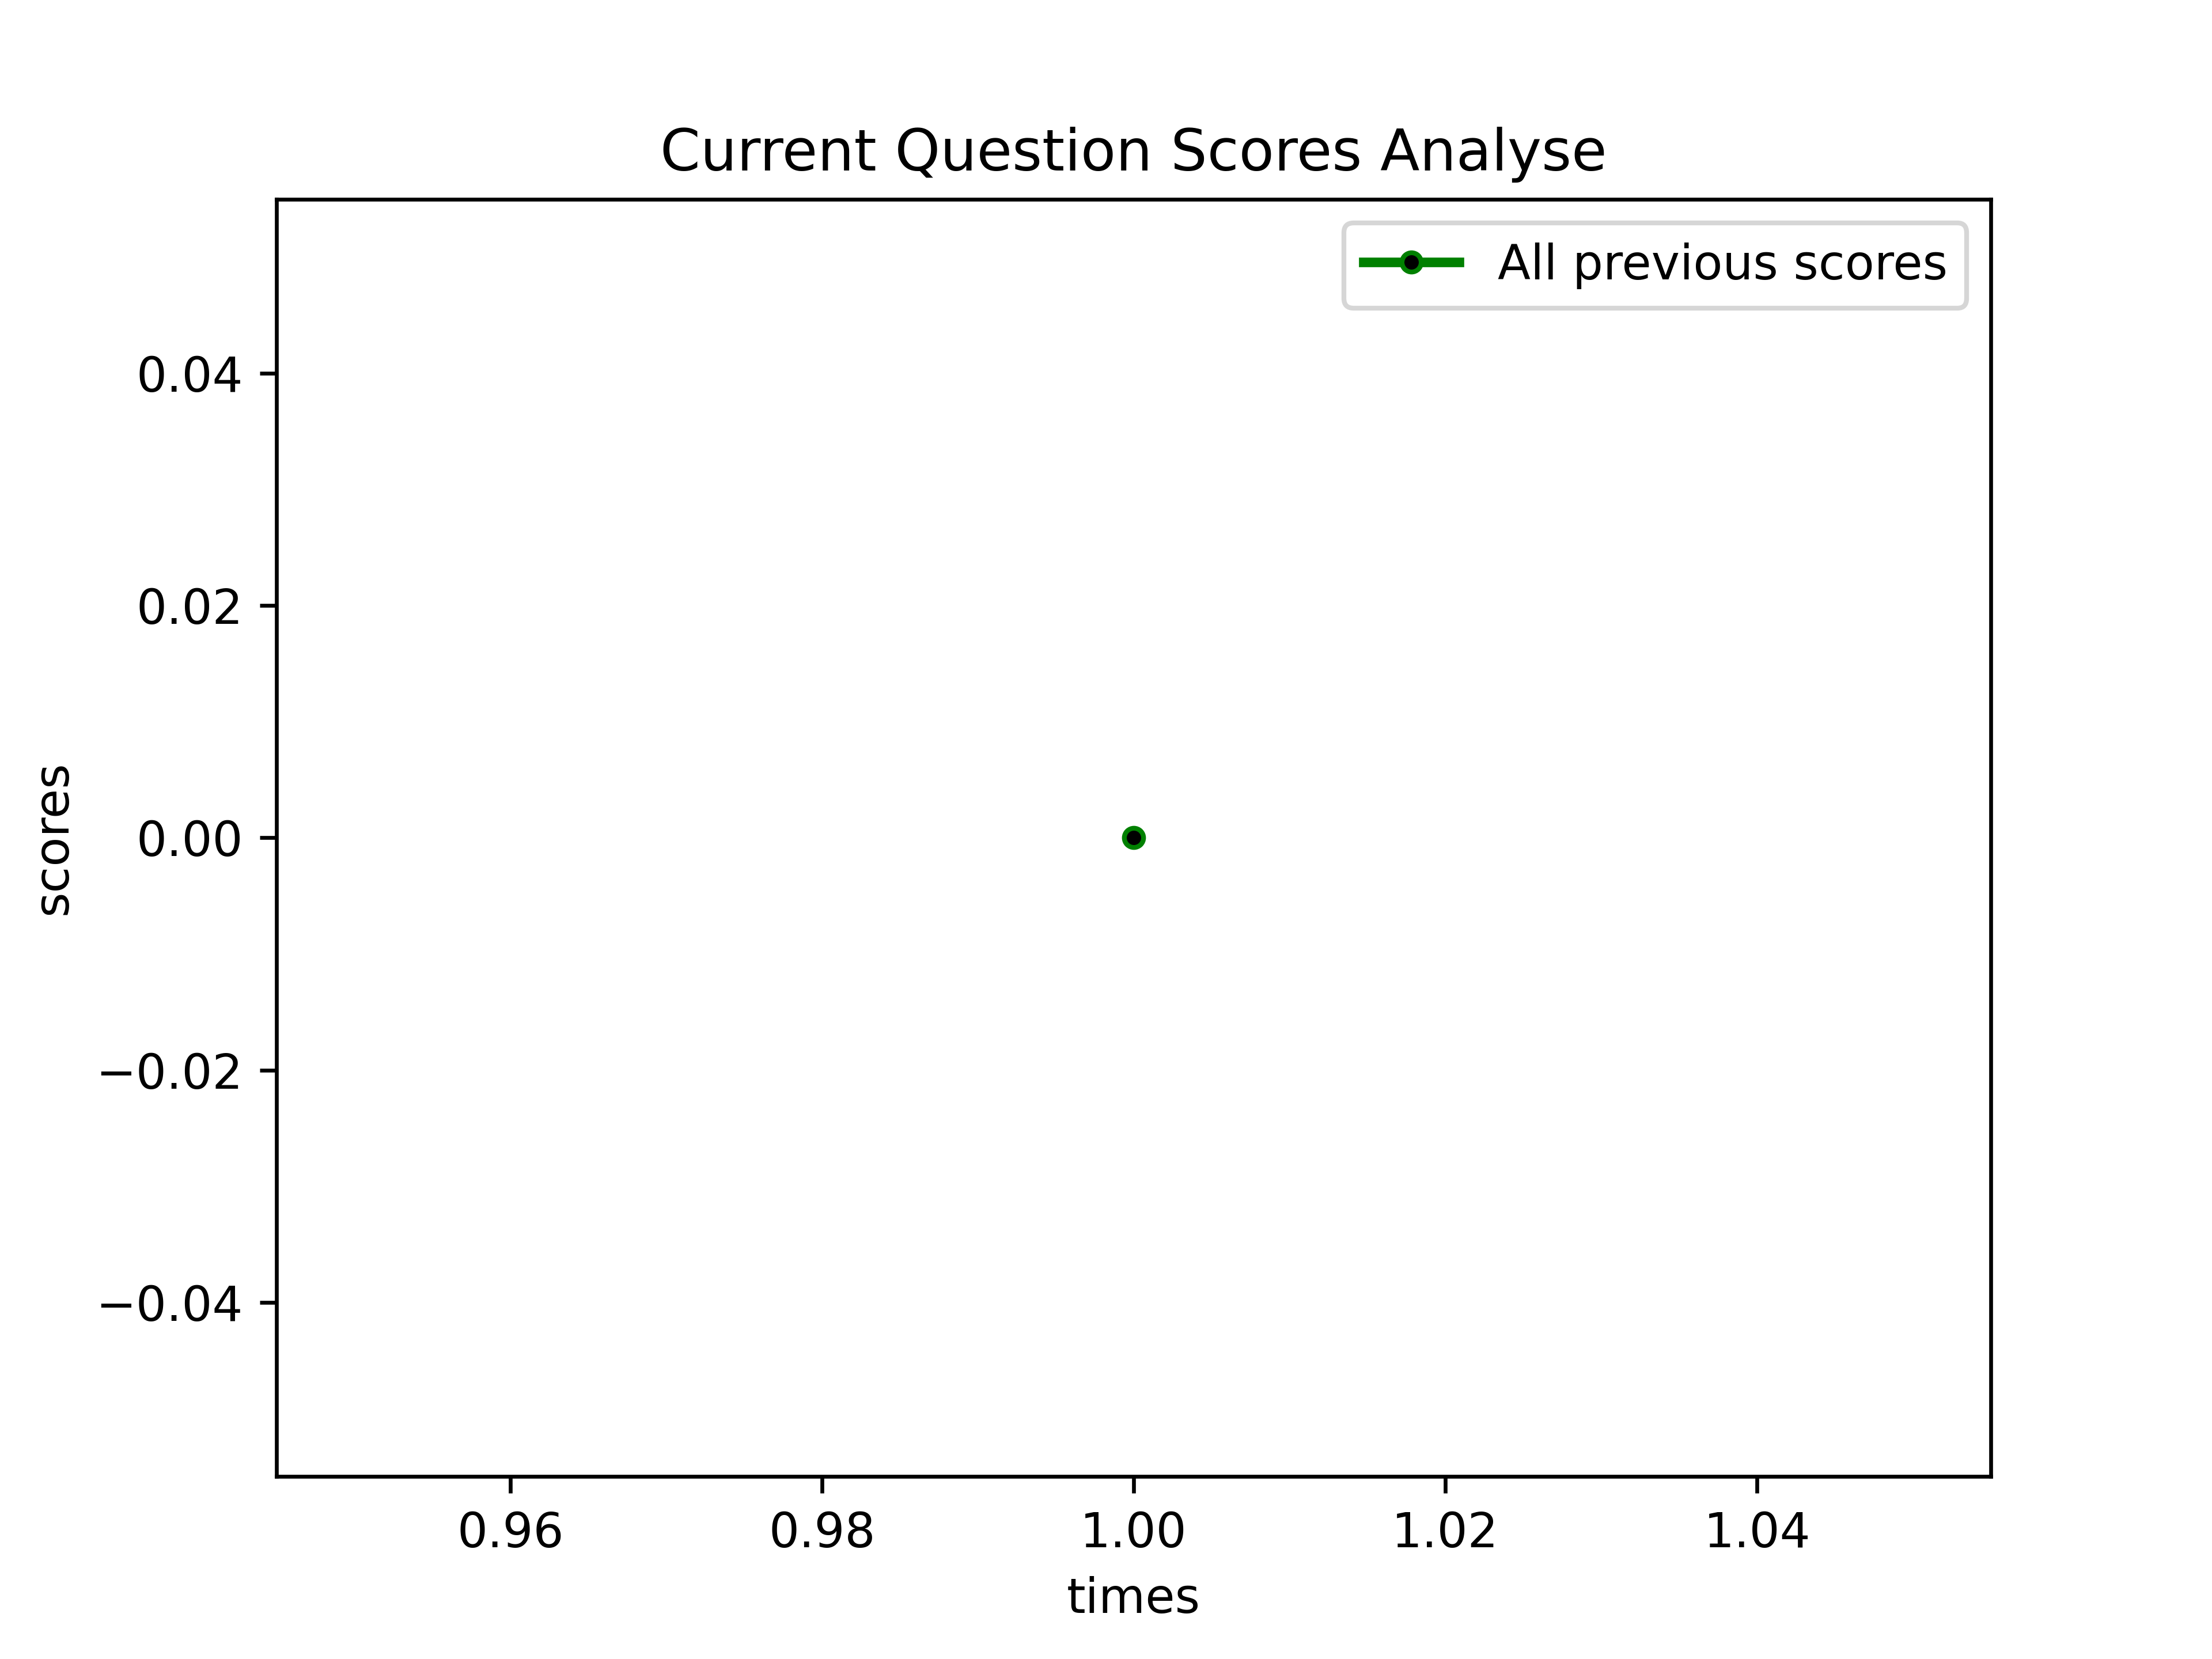 Current Question Scores Analyse
All previous scores
0.04
0.02
0.00
−0.02
−0.04
scores
0.96 0.98 1.00 1.02 1.04
times